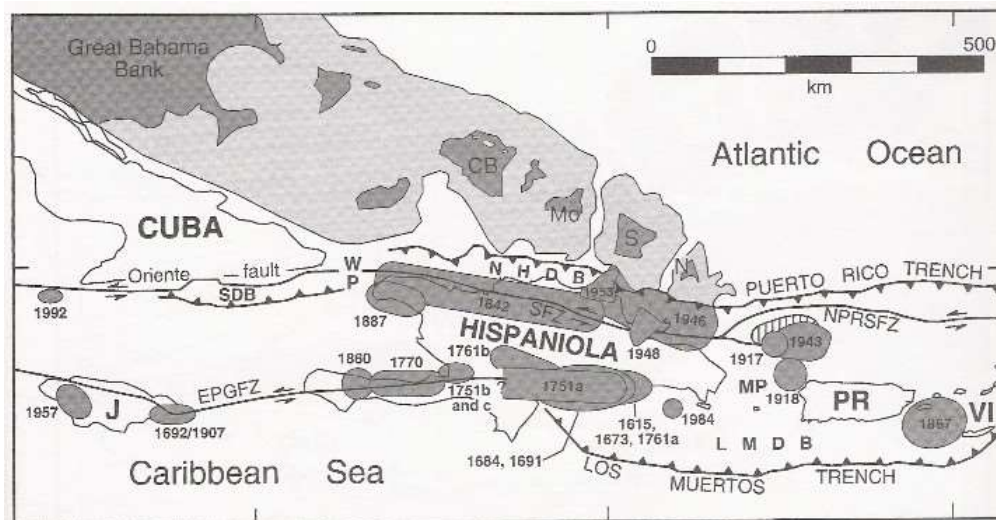 Great Bahama
Bank
0 500
km
CB
Atlantic Ocean
Mo
CUBA
S
N
Oriente fault
W
P
N H D B
PUERTO RICO TRENCH
SDB
1992
1953
1842
SFZ
1946
NPRSFZ
1887
HISPANIOLA
1948
1917
1943
1860
1770
1761b
EPGFZ
1751b
and c
1751a
MP
1918
PR
VI
1957
J
1692/1907
1984
1867
1615,
1673, 1761a
1684, 1691
L M D B
LOS MUERTOS TRENCH
Caribbean Sea